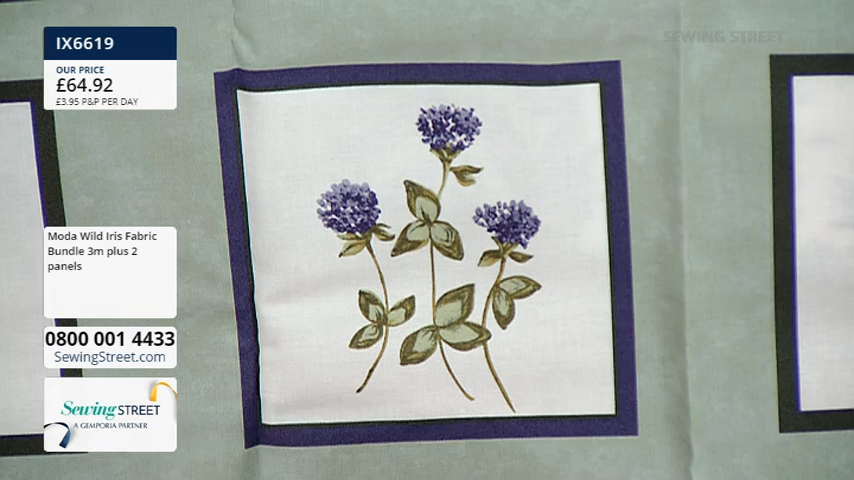 IX6619
OUR PRICE
£64.92
£3.95 P&P PER DAY
SEWING STREET
Moda Wild Iris Fabric
Bundle 3m plus 2
panels
0800 001 4433
SewingStreet.com
Sewing STREET
A GEMPORIA PARTNER